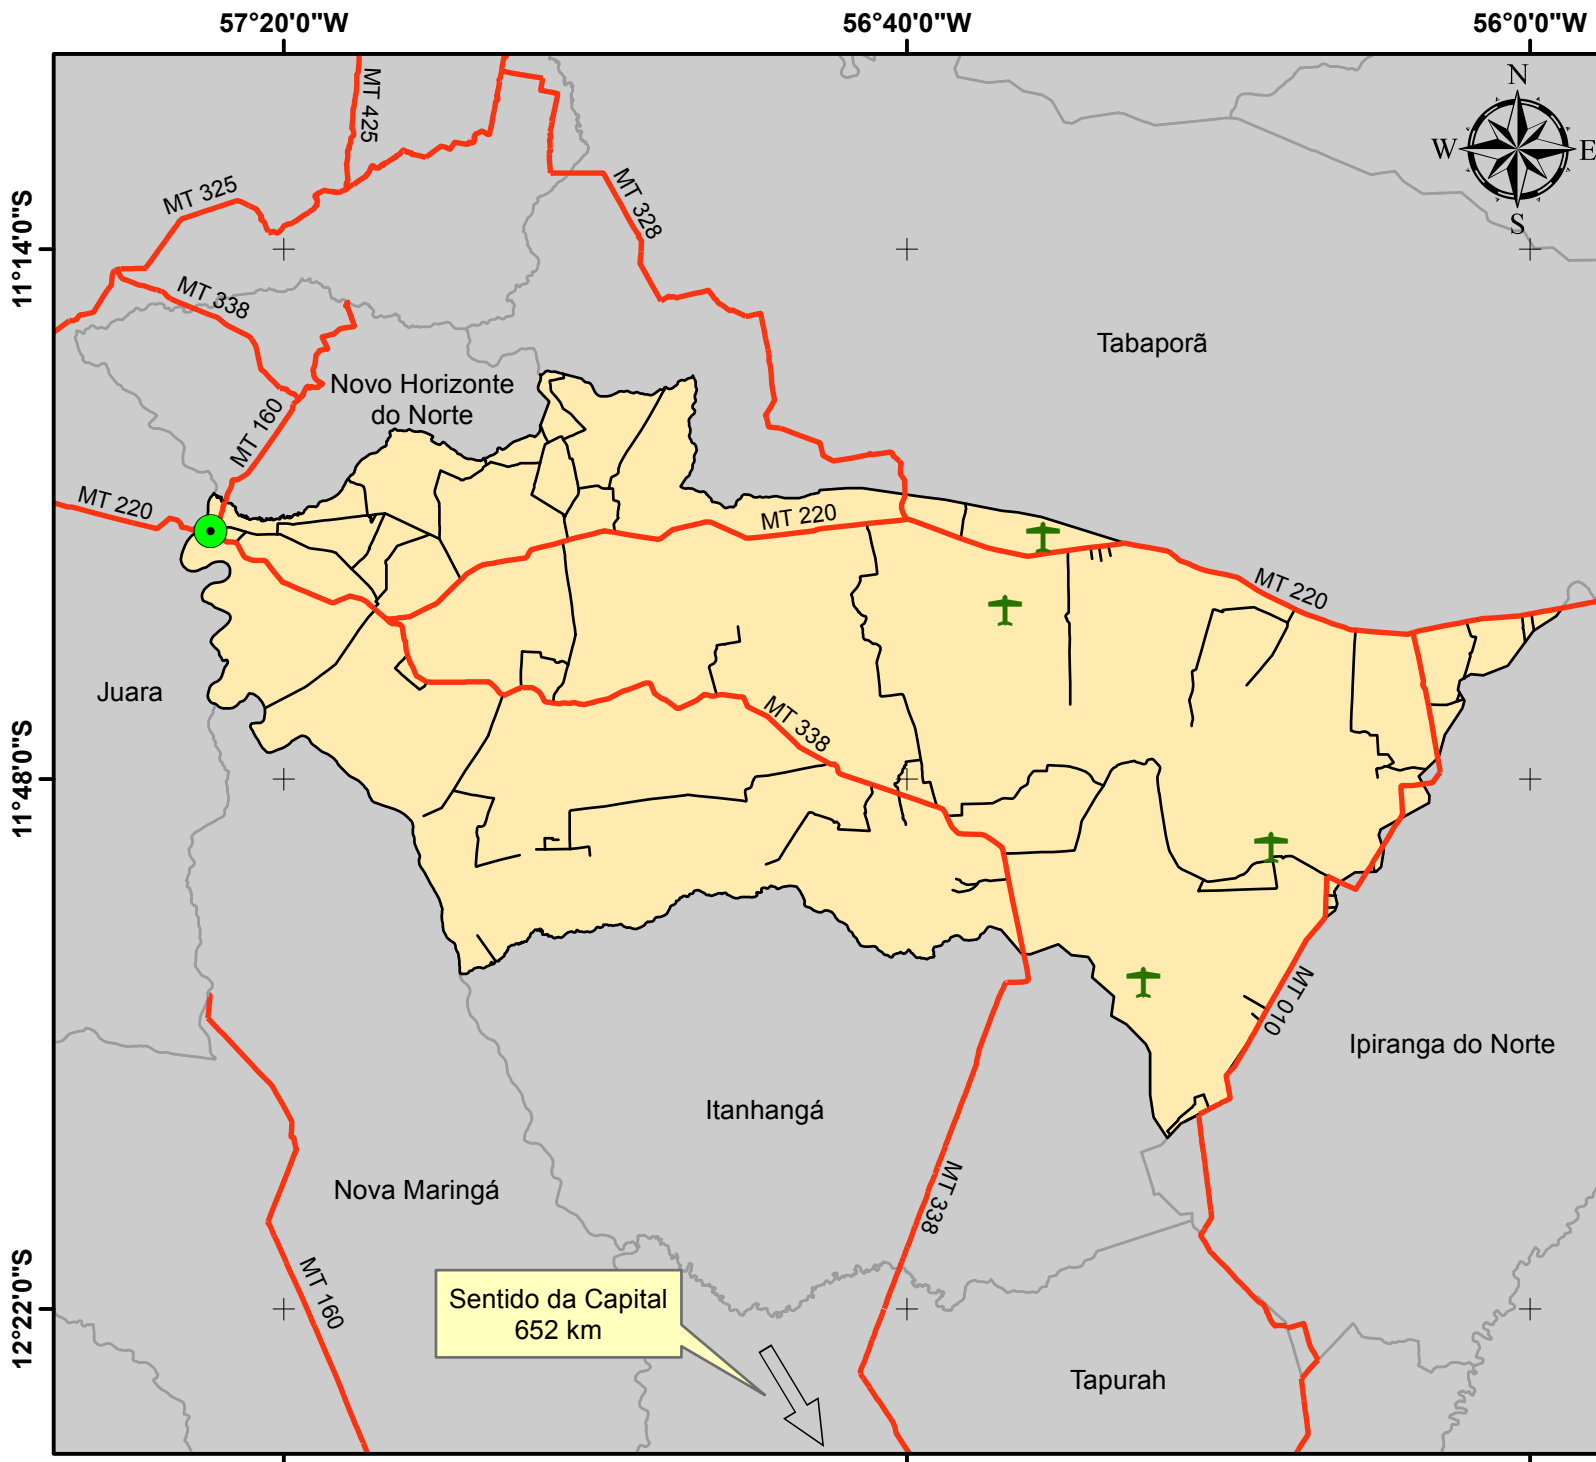 57°20'0"W
56°40'0"W
56°0'0"W
N
W
E
S
MT 425
MT 325
MT 328
11°14'0"S
MT 338
Tabaporã
Novo Horizonte
do Norte
MT 160
MT 220
MT 220
MT 220
Juara
MT 338
11°48'0"S
MT 010
Ipiranga do Norte
Itanhangá
Nova Maringá
MT 338
MT 160
12°22'0"S
Sentido da Capital
652 km
Tapurah